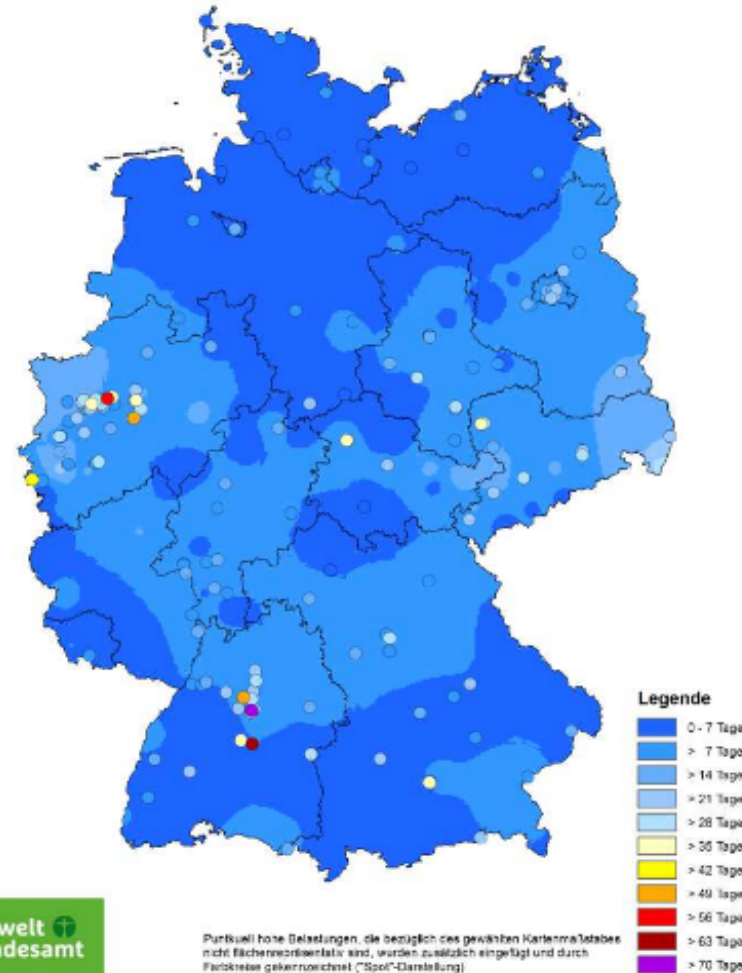 Legende
0 - 7 Tage
> 7 Tage
> 14 Tage
> 21 Tage
> 28 Tage
> 35 Tage
> 42 Tage
> 49 Tage
> 56 Tage
> 63 Tage
> 70 Tage
welt
ndesamt
Punktuell hohe Belastungen, die bezüglich des gewählten Kartenmaßstabes
nicht flächenrepräsentativ sind, wurden zusätzlich eingefügt und durch
Farbkreise gekennzeichnet ("Spot"-Darstellung)